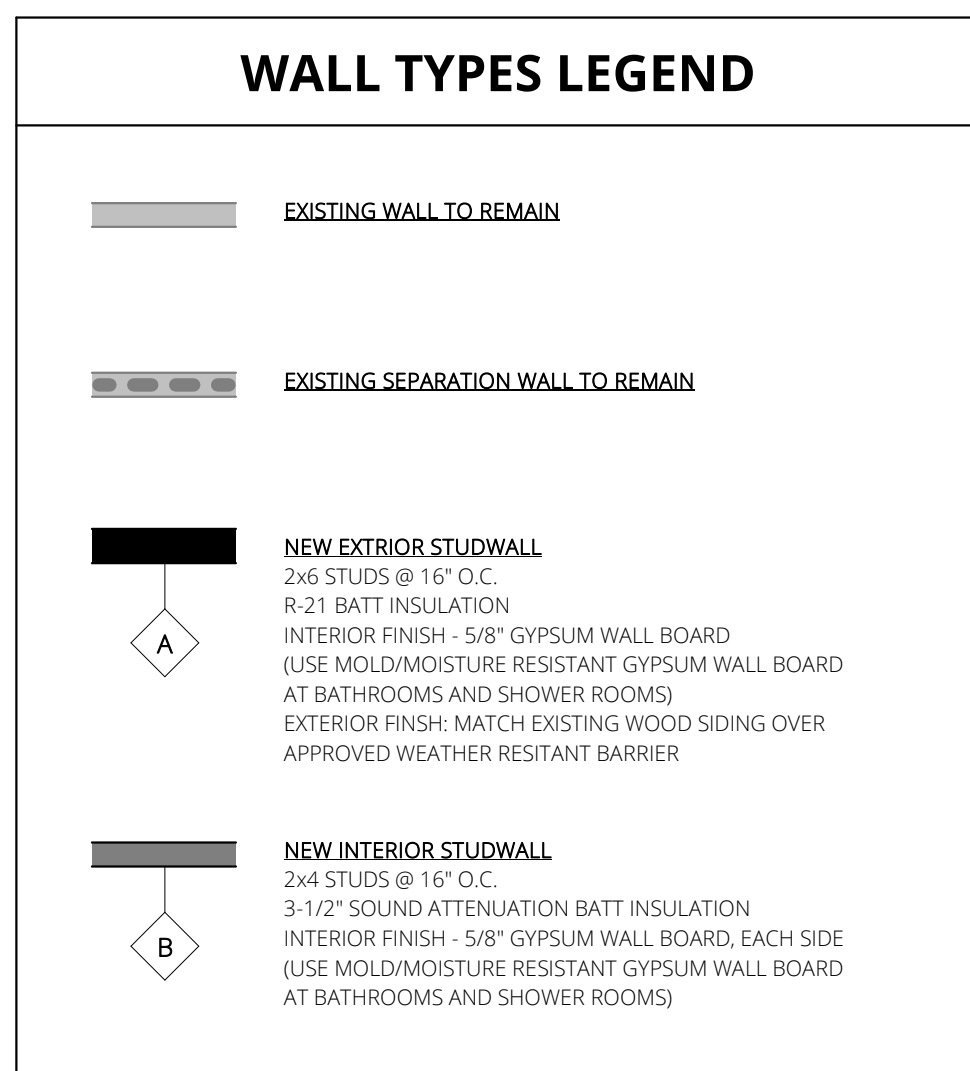 WALL TYPES LEGEND
EXISTING WALL TO REMAIN
EXISTING SEPARATION WALL TO REMAIN
A
NEW EXTRIOR STUDWALL
2x6 STUDS @ 16" O.C.
R-21 BATT INSULATION
INTERIOR FINISH - 5/8" GYPSUM WALL BOARD
(USE MOLD/MOISTURE RESISTANT GYPSUM WALL BOARD
AT BATHROOMS AND SHOWER ROOMS)
EXTERIOR FINSH: MATCH EXISTING WOOD SIDING OVER
APPROVED WEATHER RESITANT BARRIER
B
NEW INTERIOR STUDWALL
2x4 STUDS @ 16" O.C.
3-1/2" SOUND ATTENUATION BATT INSULATION
INTERIOR FINISH - 5/8" GYPSUM WALL BOARD, EACH SIDE
(USE MOLD/MOISTURE RESISTANT GYPSUM WALL BOARD
AT BATHROOMS AND SHOWER ROOMS)